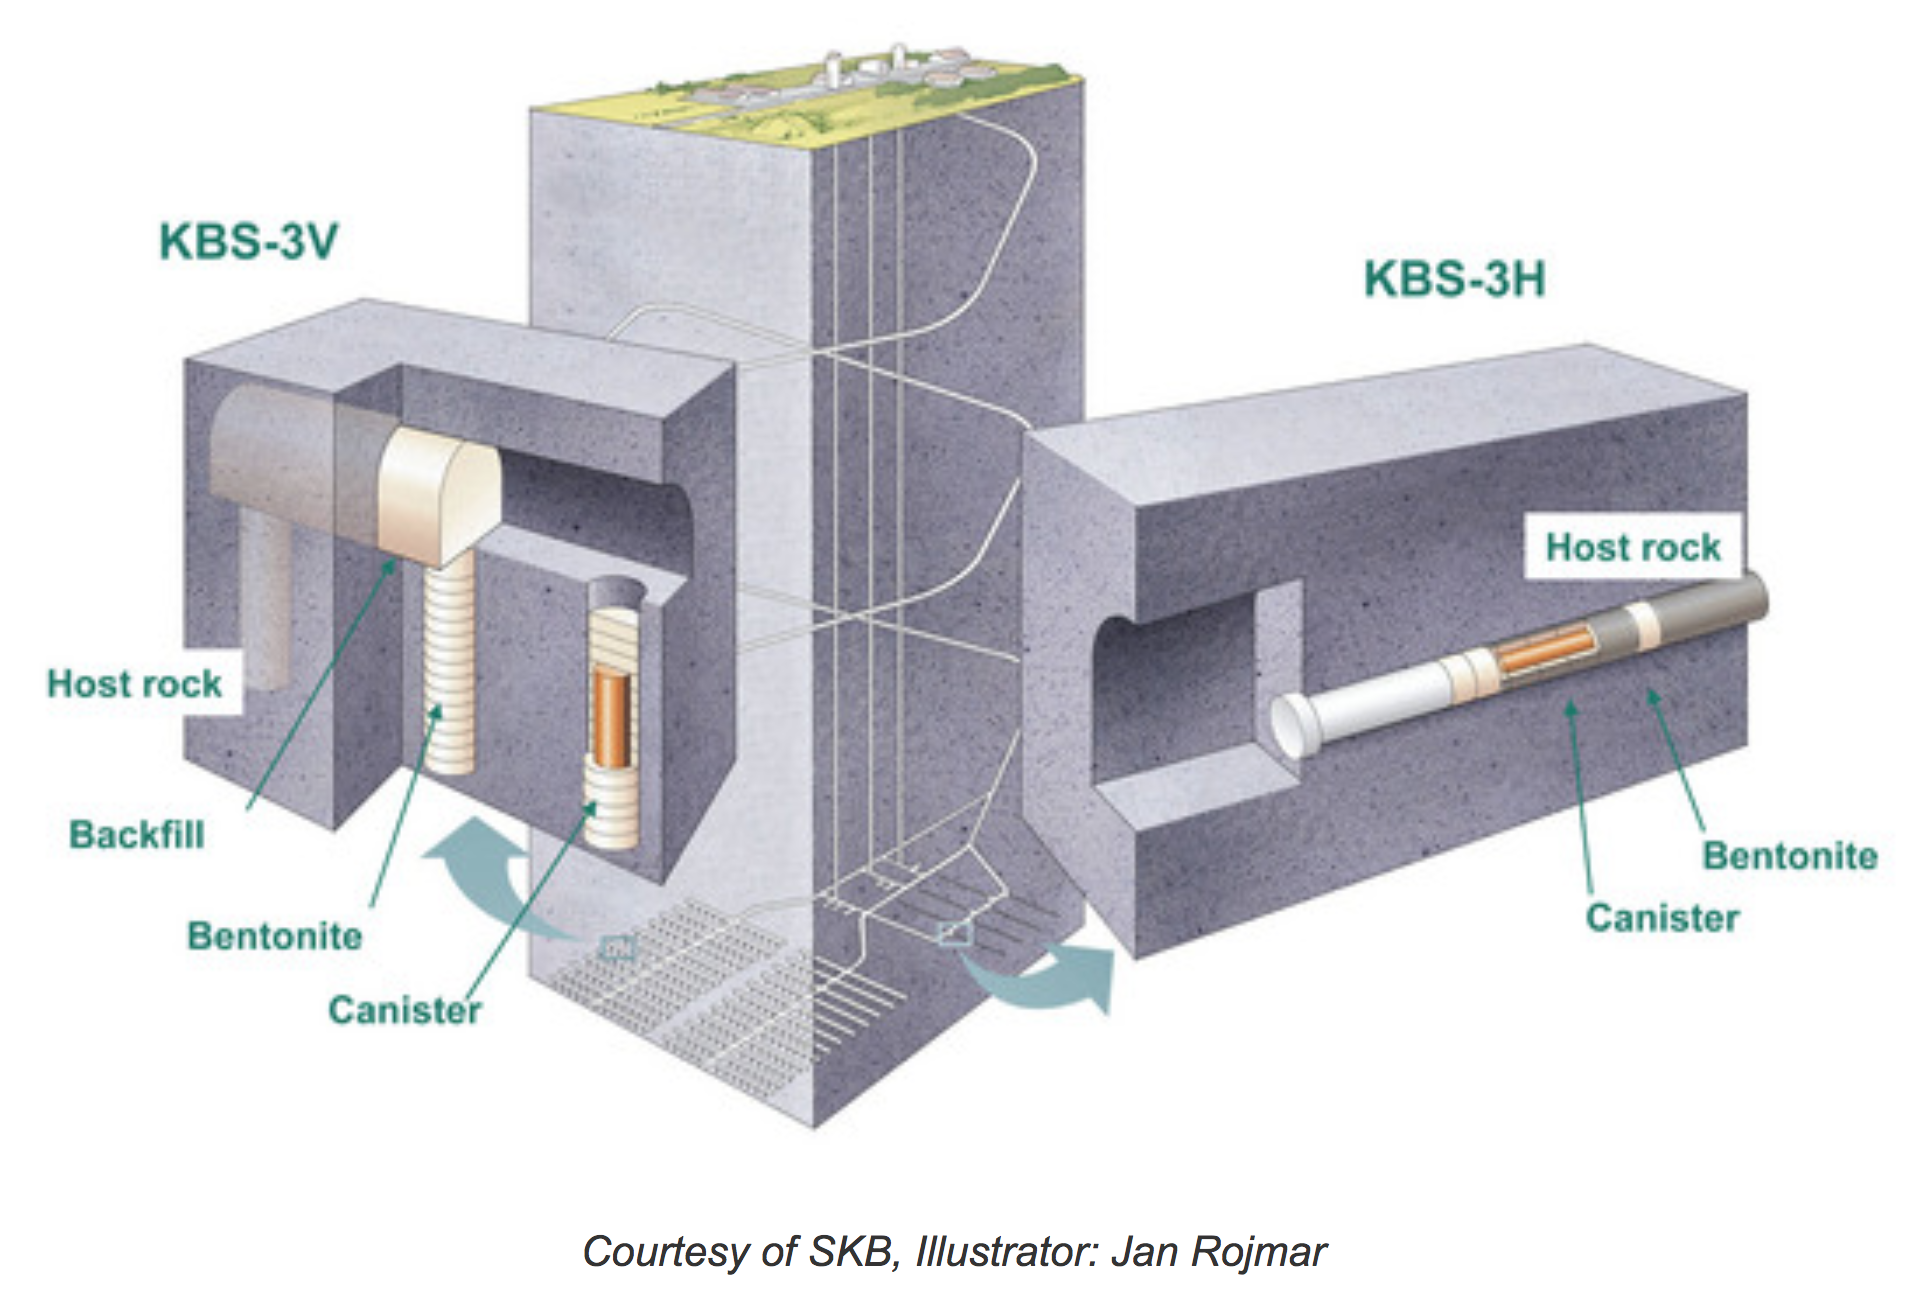 KBS-3V
KBS-3H
Host rock
Host rock
Backfill
Bentonite
Bentonite
Canister
Canister
Courtesy of SKB, Illustrator: Jan Rojmar